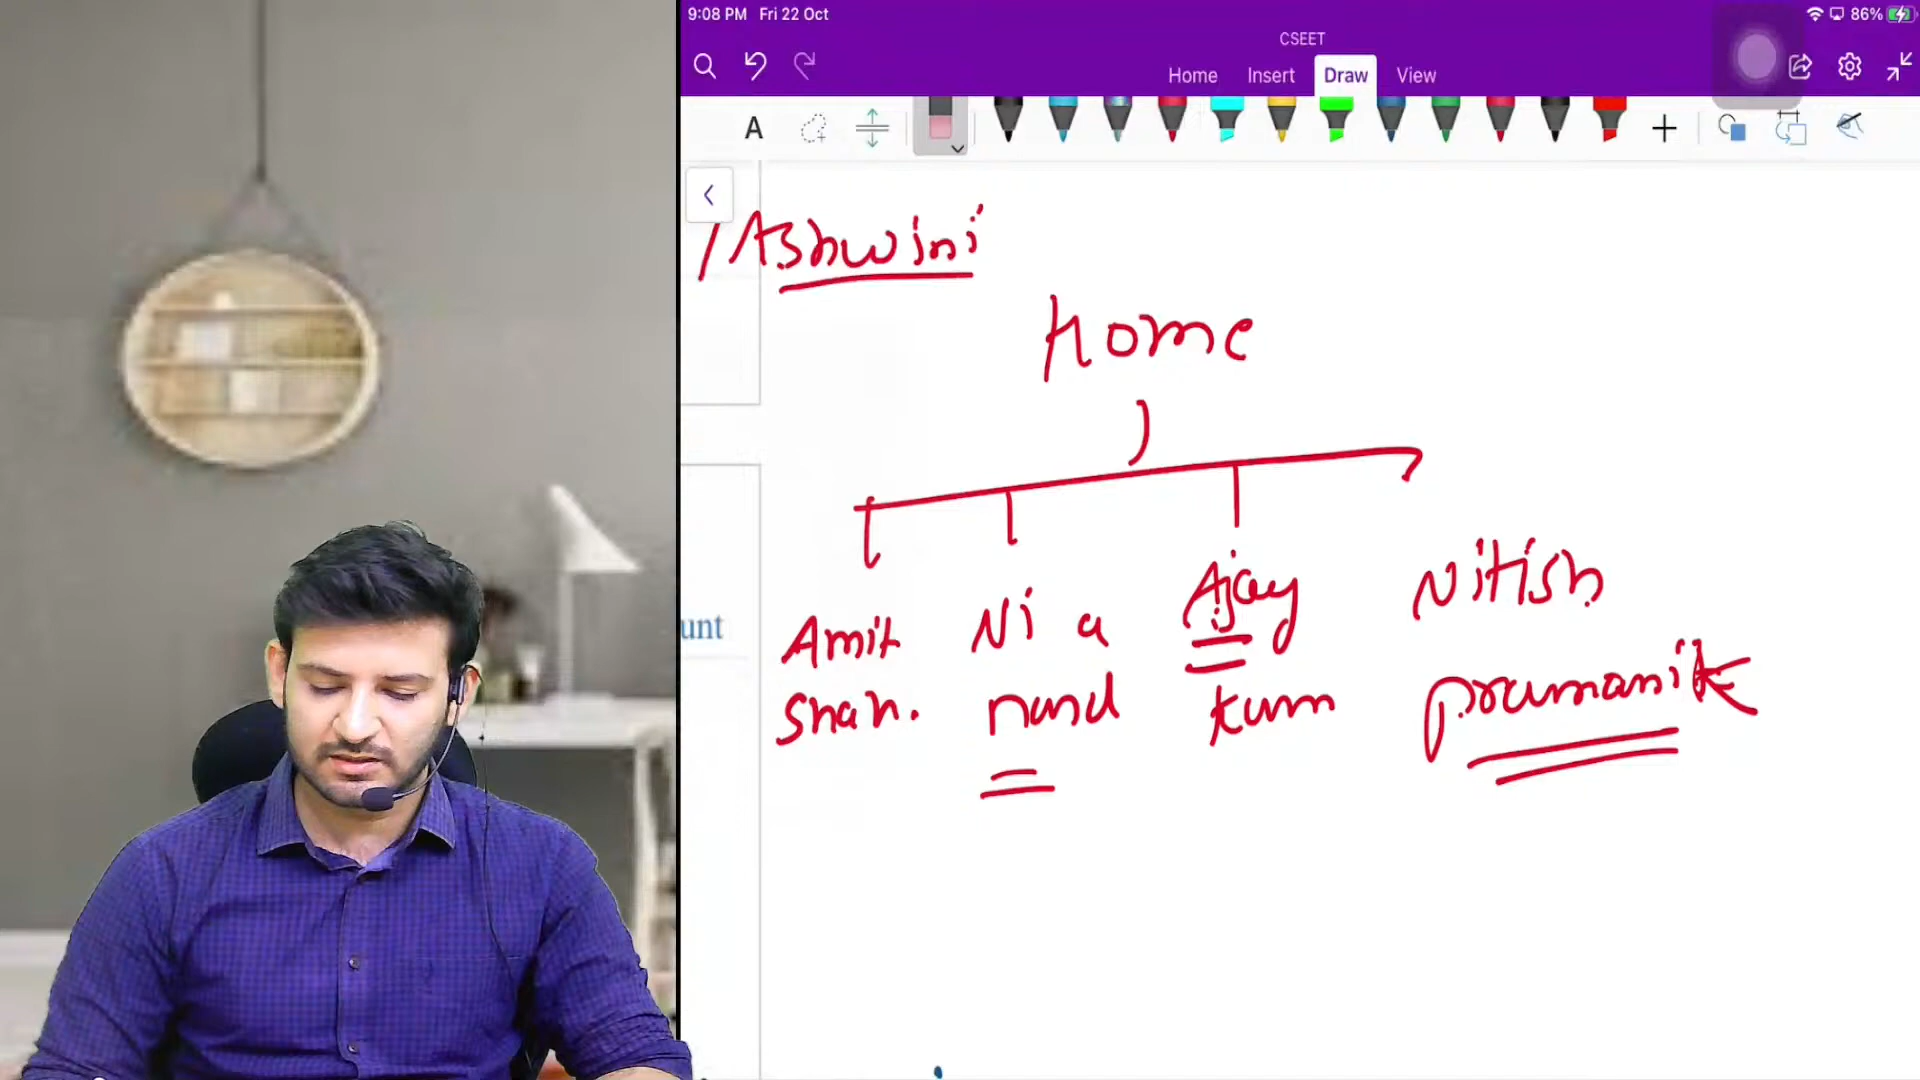 9:08 PM Fri 22 Oct
86%
CSEET
Home Insert Draw View
A
Ashwini
Home
Amit Ni a Ajay Nitish
Shah. nand kum pramanik
unt